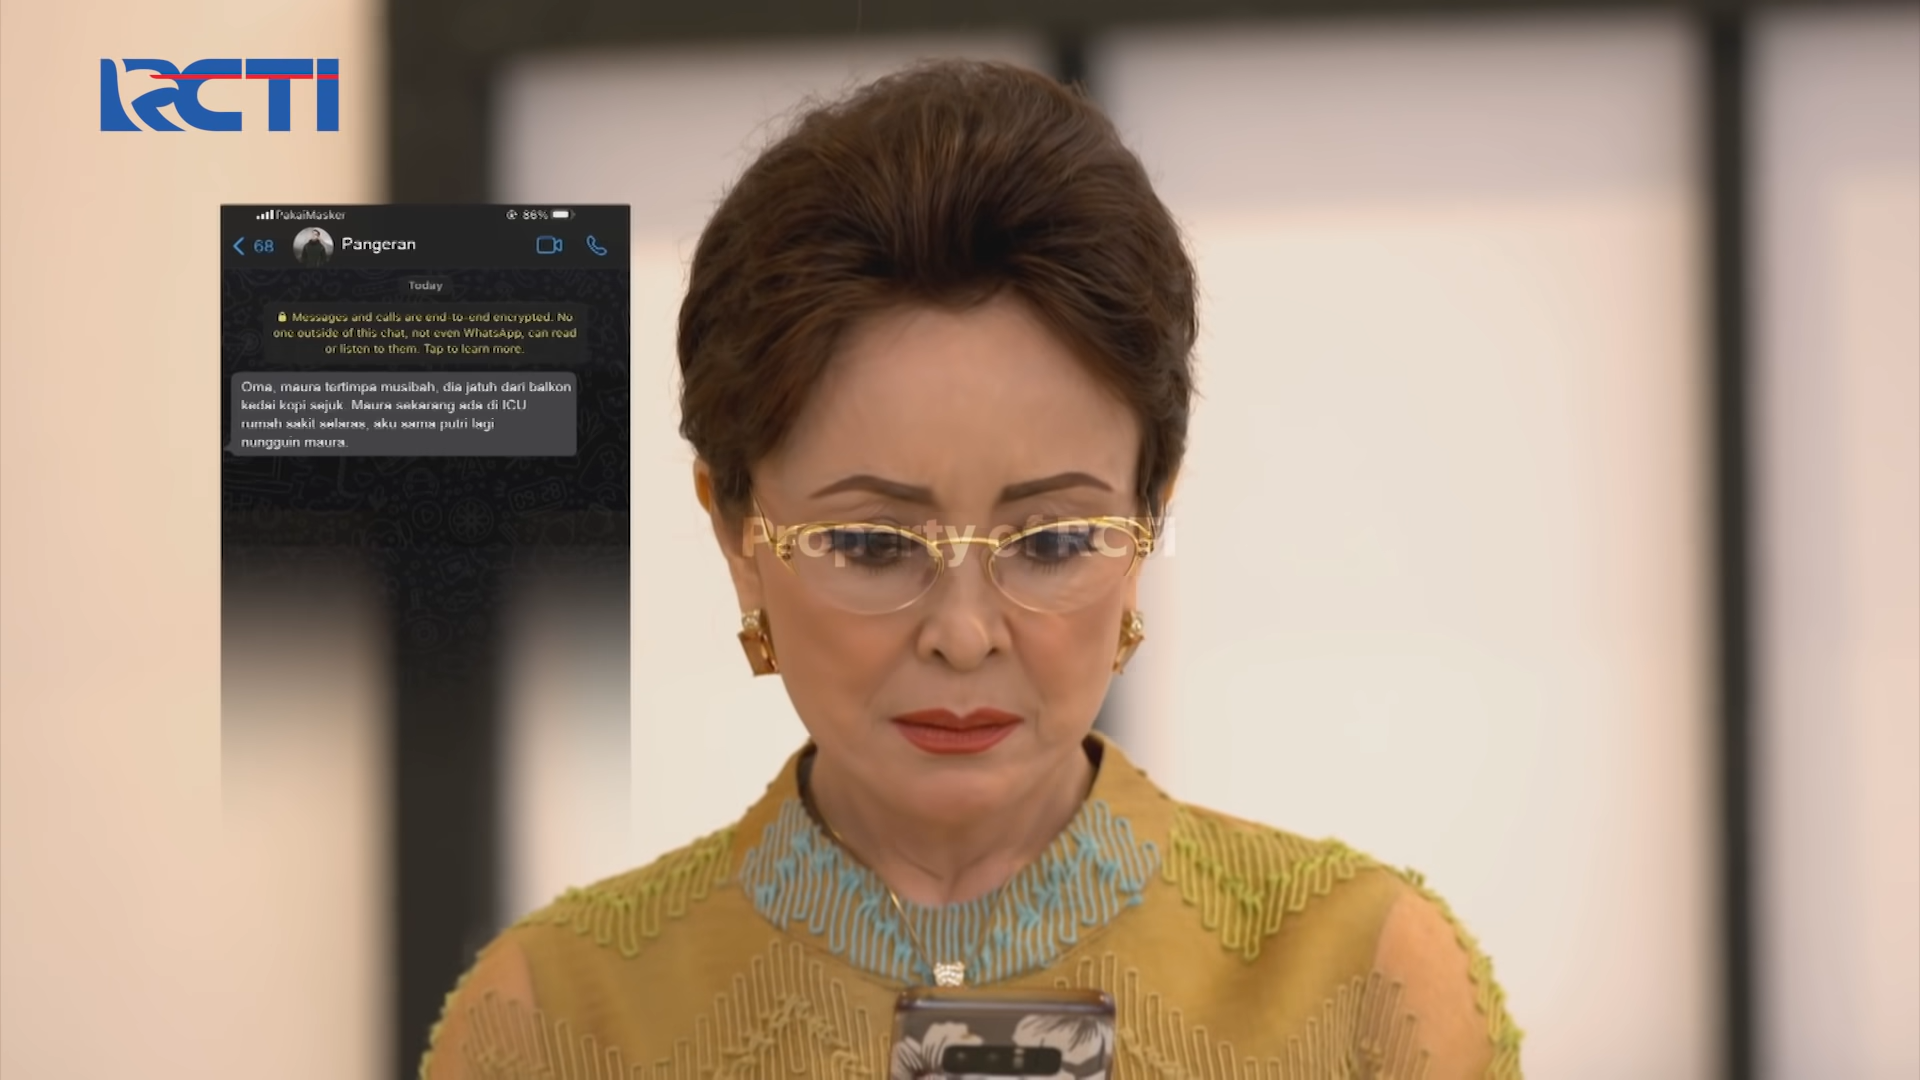 RCTI
PakaiMasker 86%
68 Pangeran
Today
Messages and calls are end-to-end encrypted. No
one outside of this chat, not even WhatsApp, can read
or listen to them. Tap to learn more.
Oma, maura tertimpa musibah, dia jatuh dari balkon
kedai kopi sejuk. Maura sekarang ada di ICU
rumah sakit selaras, aku sama putri lagi
nungguin maura.
Property of RCTI